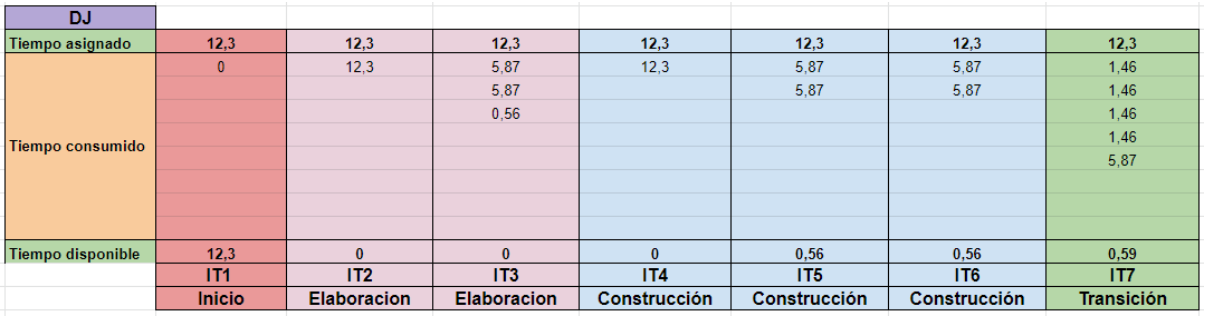 DJ
Tiempo asignado 12,3 12,3 12,3 12,3 12,3 12,3 12,3
0 12,3 5,87 12,3 5,87 5,87 1,46
5,87 5,87 5,87 1,46
0,56 1,46
Tiempo consumido 1,46
5,87
Tiempo disponible 12,3 0 0 0 0,56 0,56 0,59
IT1 IT2 IT3 IT4 IT5 IT6 IT7
Inicio Elaboracion Elaboracion Construcción Construcción Construcción Transición